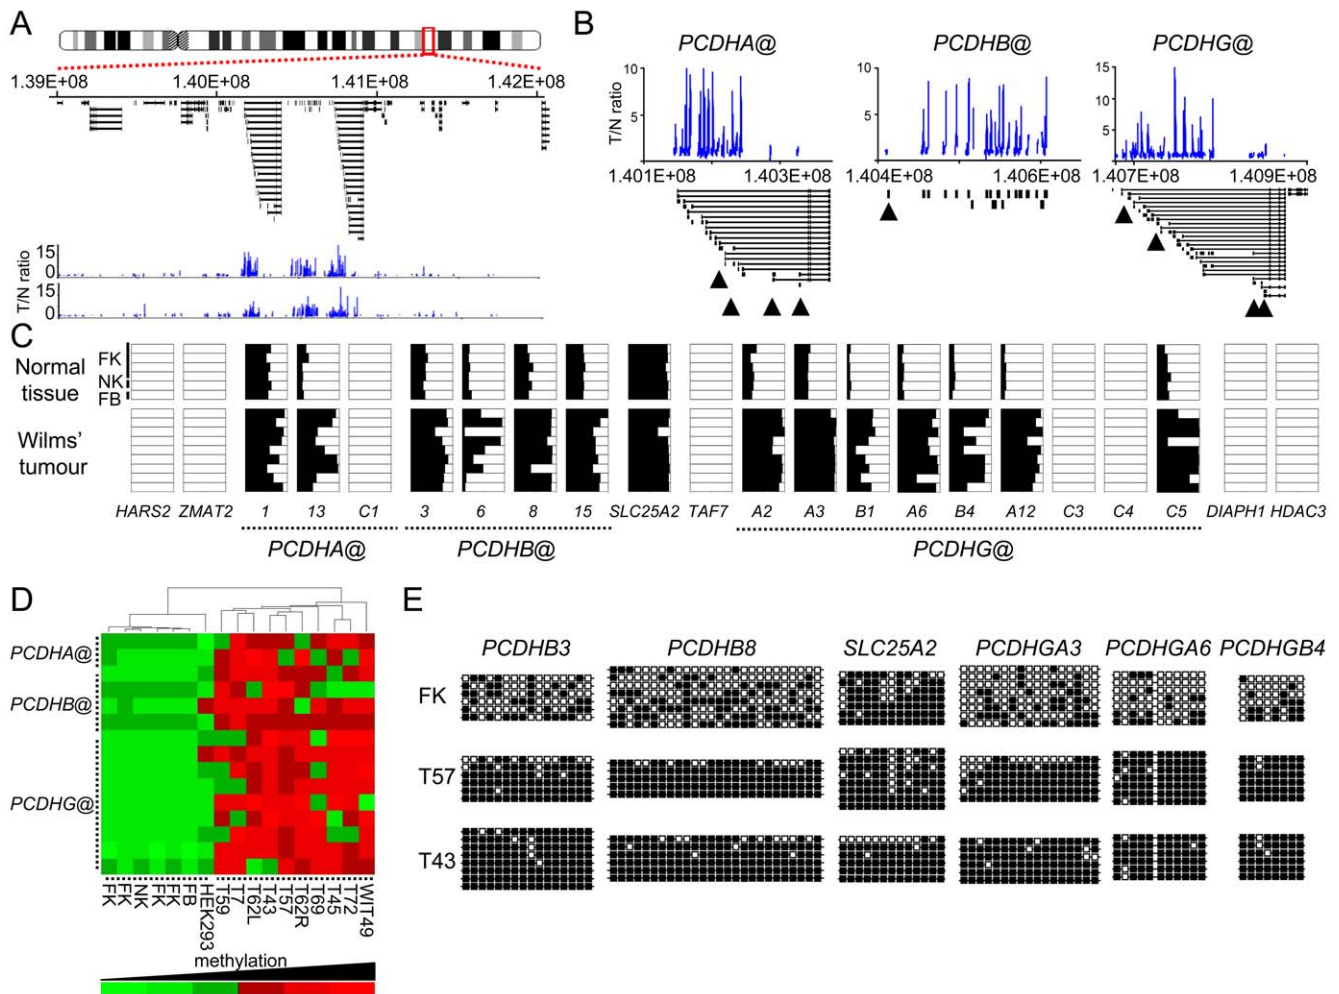 A
1.39E+08 1.40E+08 1.41E+08 1.42E+08
T/N ratio
15
0
T/N ratio
15
0
B
PCDHA@ PCDHB@ PCDHG@
T/N ratio
10
5
10
5
15
10
5
1.401E+08 1.403E+08 1.404E+08 1.406E+08 1.407E+08 1.409E+08
C
Normal tissue
FK
NK
FB
Wilms' tumour
HARS2 ZMAT2 1 13 C1 3 6 8 15 SLC25A2 TAF7 A2 A3 B1 A6 B4 A12 C3 C4 C5 DIAPH1 HDAC3
PCDHA@ PCDHB@ PCDHG@
D
PCDHA@
PCDHB@
PCDHG@
FK FK NK FK FK FB HEK293 T59 T7 T62L T43 T57 T62R T69 T45 T72 WIT49
methylation
E
PCDHB3 PCDHB8 SLC25A2 PCDHGA3 PCDHGA6 PCDHGB4
FK
T57
T43